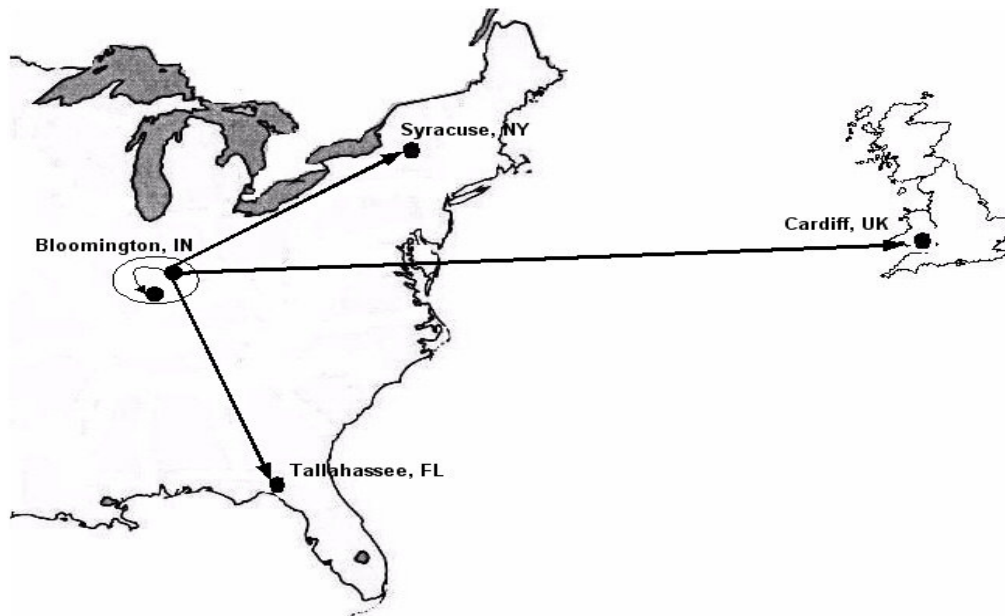 Syracuse, NY
Bloomington, IN
Cardiff, UK
Tallahassee, FL